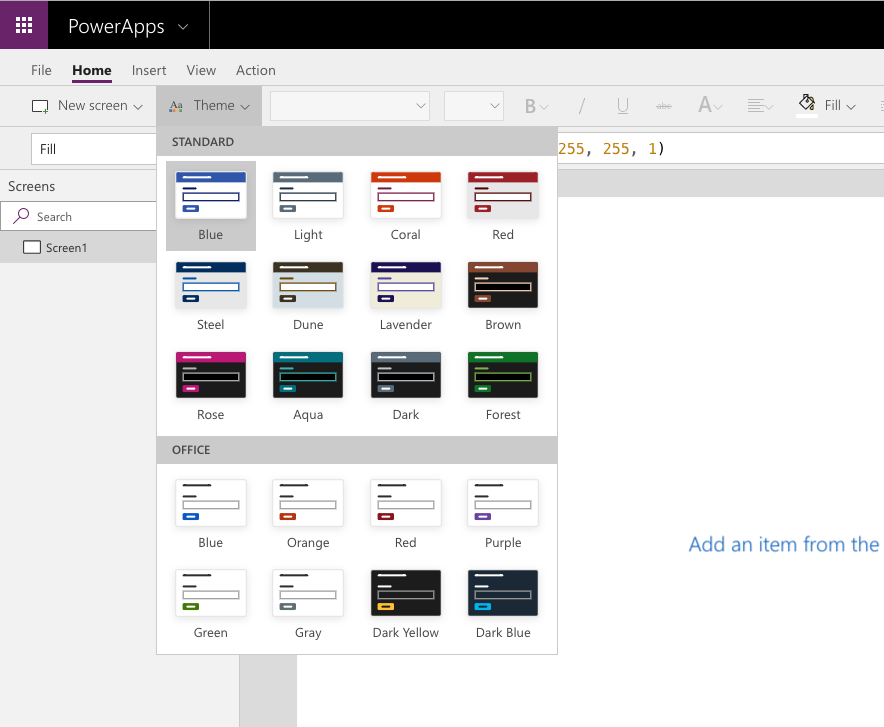 PowerApps
File Home Insert View Action
New screen Aa Theme B / U abc A Fill
Fill 255, 255, 1)
STANDARD
Screens
Search
Screen1
Blue Light Coral Red
Steel Dune Lavender Brown
Rose Aqua Dark Forest
OFFICE
Blue Orange Red Purple
Add an item from the
Green Gray Dark Yellow Dark Blue